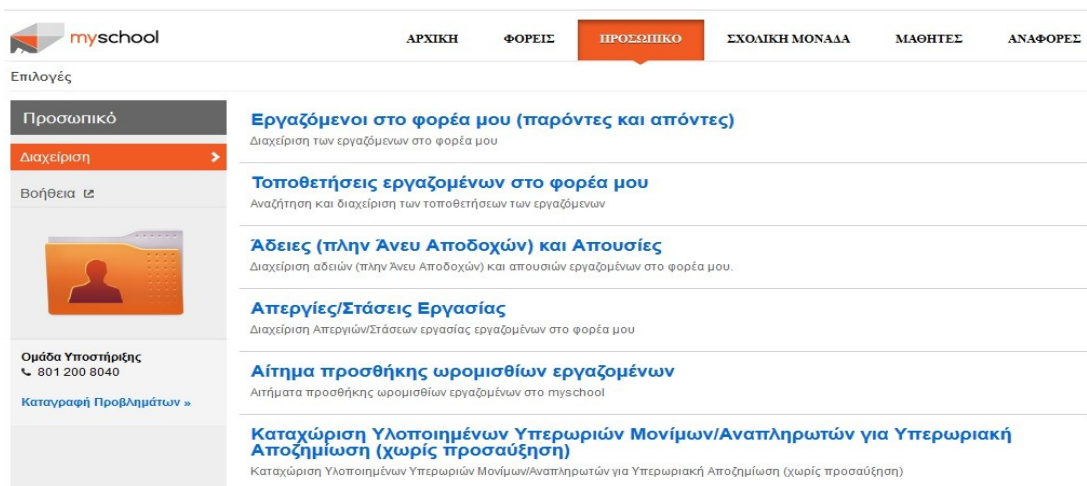 myschool
ΑΡΧΙΚΗ ΦΟΡΕΙΣ ΠΡΟΣΩΠΙΚΟ ΣΧΟΛΙΚΗ ΜΟΝΑΔΑ ΜΑΘΗΤΕΣ ΑΝΑΦΟΡΕΣ
Επιλογές
Προσωπικό
Διαχείριση
Βοήθεια
Ομάδα Υποστήριξης
801 200 8040
Καταγραφή Προβλημάτων »
Εργαζόμενοι στο φορέα μου (παρόντες και απόντες)
Διαχείριση των εργαζόμενων στο φορέα μου
Τοποθετήσεις εργαζομένων στο φορέα μου
Αναζήτηση και διαχείριση των τοποθετήσεων των εργαζόμενων
Άδειες (πλην Άνευ Αποδοχών) και Απουσίες
Διαχείριση αδειών (πλην Άνευ Αποδοχών) και απουσιών εργαζομένων στο φορέα μου.
Απεργίες/Στάσεις Εργασίας
Διαχείριση Απεργιών/Στάσεων εργασίας εργαζομένων στο φορέα μου
Αίτημα προσθήκης ωρομισθίων εργαζομένων
Αιτήματα προσθήκης ωρομισθίων εργαζομένων στο myschool
Καταχώριση Υλοποιημένων Υπερωριών Μονίμων/Αναπληρωτών για Υπερωριακή
Αποζημίωση (χωρίς προσαύξηση)
Καταχώριση Υλοποιημένων Υπερωριών Μονίμων/Αναπληρωτών για Υπερωριακή Αποζημίωση (χωρίς προσαύξηση)